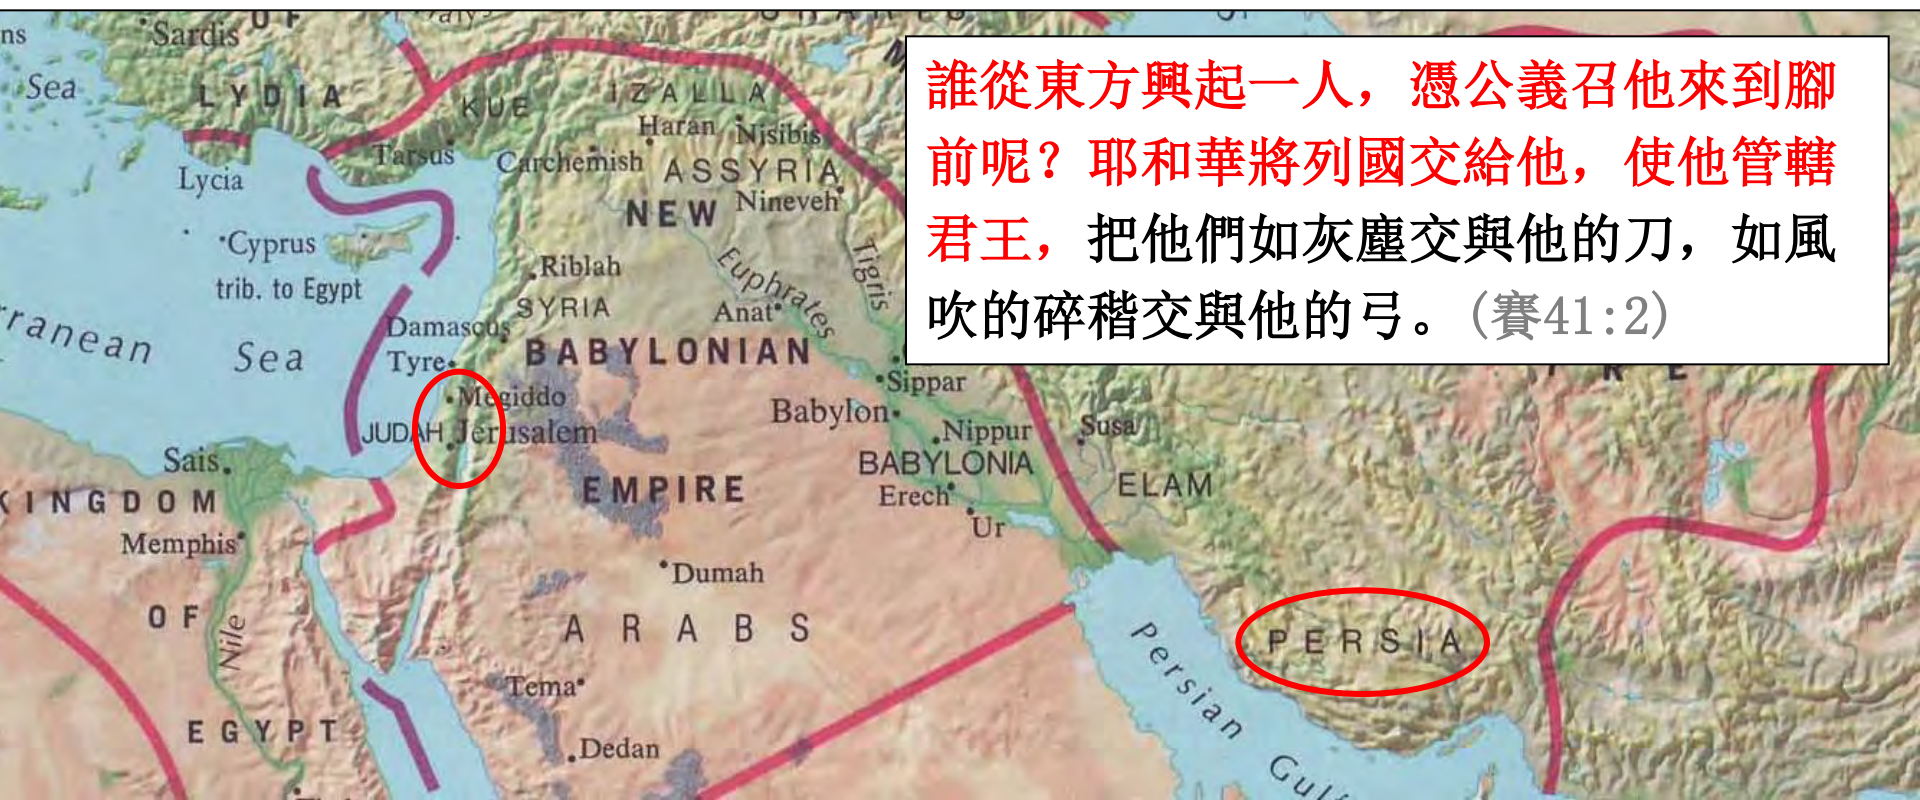 誰從東方興起一人，憑公義召他來到腳
前呢？耶和華將列國交給他，使他管轄
君王，把他們如灰塵交與他的刀，如風
吹的碎稭交與他的弓。(賽41:2)
Sardis
OF
Sea
LYDIA
KUE
IZALLA
Haran
Nisibis
Tarsus
Carchemish
ASSYRIA
Lycia
NEW
Nineveh
Cyprus
trib. to Egypt
Riblah
Euphrates
Tigris
SYRIA
Anat
Damascus
Sea
BABYLONIAN
Tyre
Megiddo
Sippar
Babylon
JUDAH
Jerusalem
Nippur
Susa
Sais
BABYLONIA
KINGDOM
EMPIRE
Erech
ELAM
Ur
Memphis
Dumah
OF
Nile
ARABS
PERSIA
Persian Gulf
Tema
EGYPT
Dedan